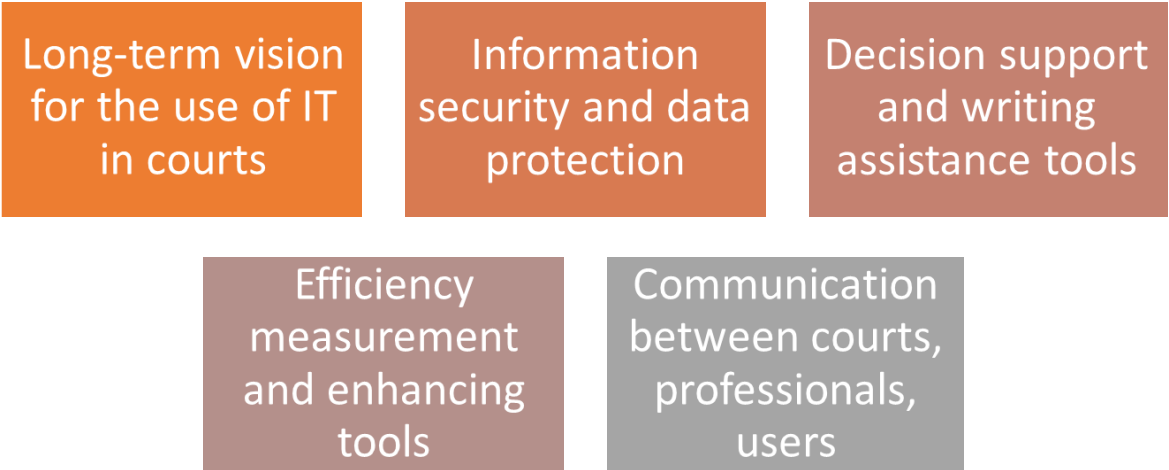 Long-term vision
for the use of IT
in courts
Information
security and data
protection
Decision support
and writing
assistance tools
Efficiency
measurement
and enhancing
tools
Communication
between courts,
professionals,
users